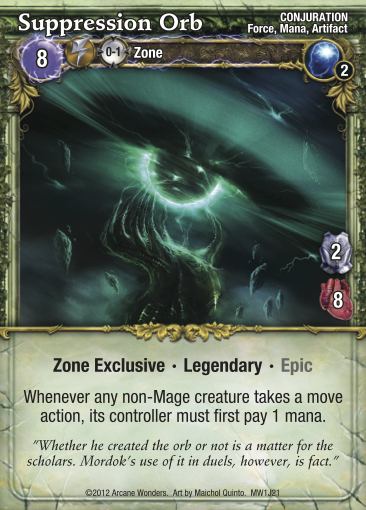 Suppression Orb
CONJURATION
Force, Mana, Artifact
8
0-1
Zone
2
2
8
Zone Exclusive • Legendary • Epic
Whenever any non-Mage creature takes a move
action, its controller must first pay 1 mana.
"Whether he created the orb or not is a matter for the
scholars. Mordok's use of it in duels, however, is fact."
©2012 Arcane Wonders. Art by Maichol Quinto. MW1J21